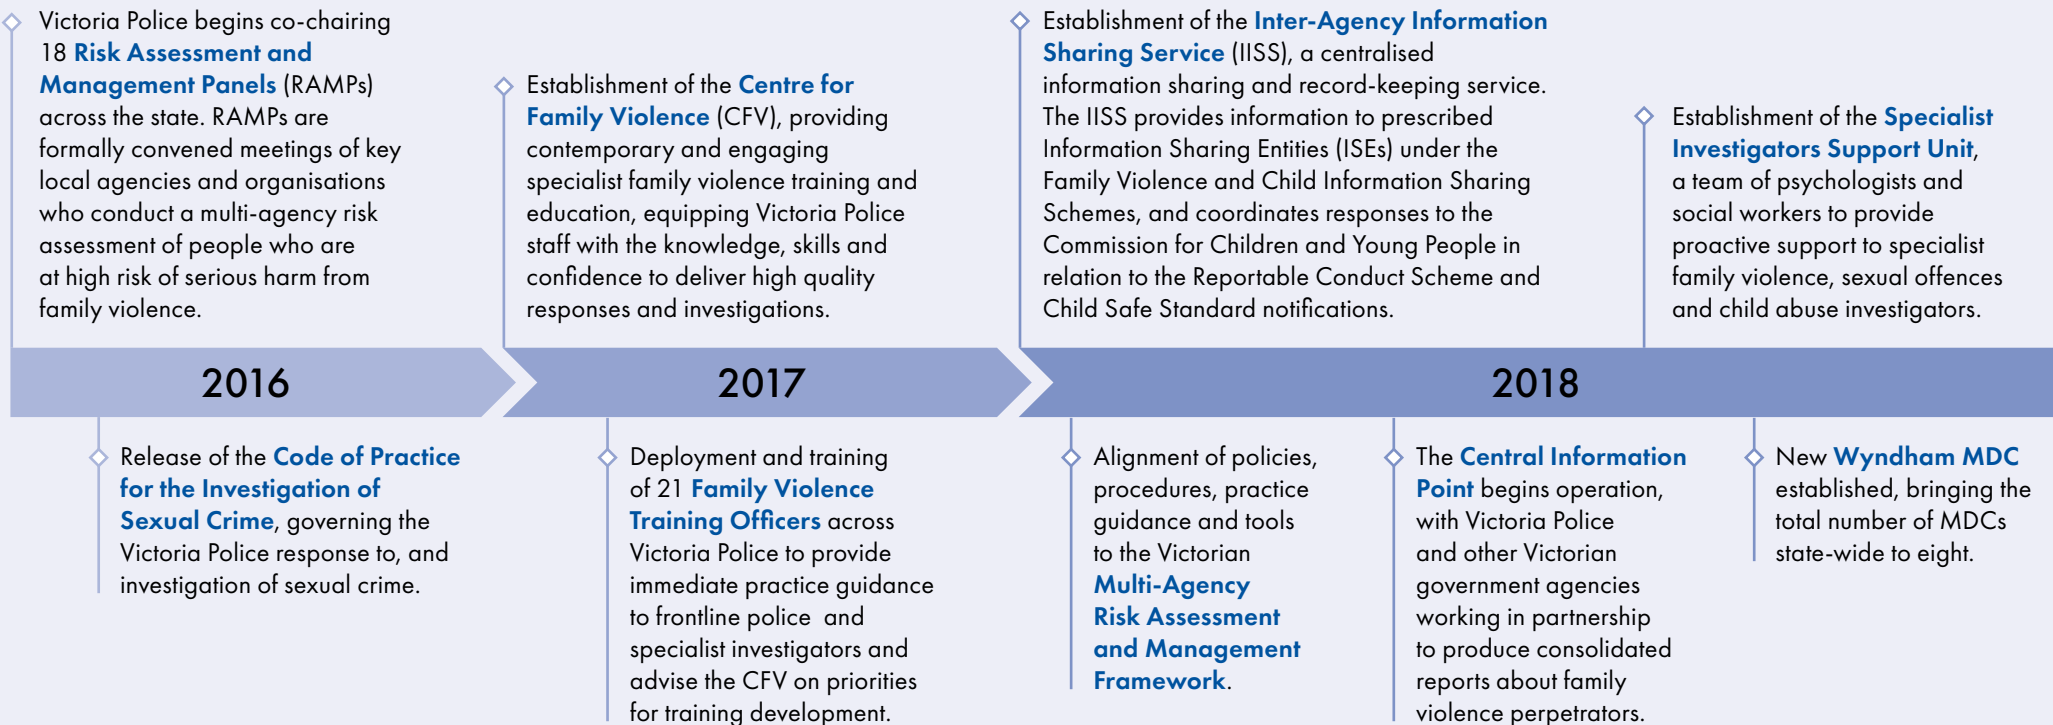 Victoria Police begins co-chairing
18 Risk Assessment and
Management Panels (RAMPs)
across the state. RAMPs are
formally convened meetings of key
local agencies and organisations
who conduct a multi-agency risk
assessment of people who are
at high risk of serious harm from
family violence.
Establishment of the Centre for
Family Violence (CFV), providing
contemporary and engaging
specialist family violence training and
education, equipping Victoria Police
staff with the knowledge, skills and
confidence to deliver high quality
responses and investigations.
Establishment of the Inter-Agency Information
Sharing Service (IISS), a centralised
information sharing and record-keeping service.
The IISS provides information to prescribed
Information Sharing Entities (ISEs) under the
Family Violence and Child Information Sharing
Schemes, and coordinates responses to the
Commission for Children and Young People in
relation to the Reportable Conduct Scheme and
Child Safe Standard notifications.
Establishment of the Specialist
Investigators Support Unit,
a team of psychologists and
social workers to provide
proactive support to specialist
family violence, sexual offences
and child abuse investigators.
2016
2017
2018
Release of the Code of Practice
for the Investigation of
Sexual Crime, governing the
Victoria Police response to, and
investigation of sexual crime.
Deployment and training
of 21 Family Violence
Training Officers across
Victoria Police to provide
immediate practice guidance
to frontline police and
specialist investigators and
advise the CFV on priorities
for training development.
Alignment of policies,
procedures, practice
guidance and tools
to the Victorian
Multi-Agency
Risk Assessment
and Management
Framework.
The Central Information
Point begins operation,
with Victoria Police
and other Victorian
government agencies
working in partnership
to produce consolidated
reports about family
violence perpetrators.
New Wyndham MDC
established, bringing the
total number of MDCs
state-wide to eight.